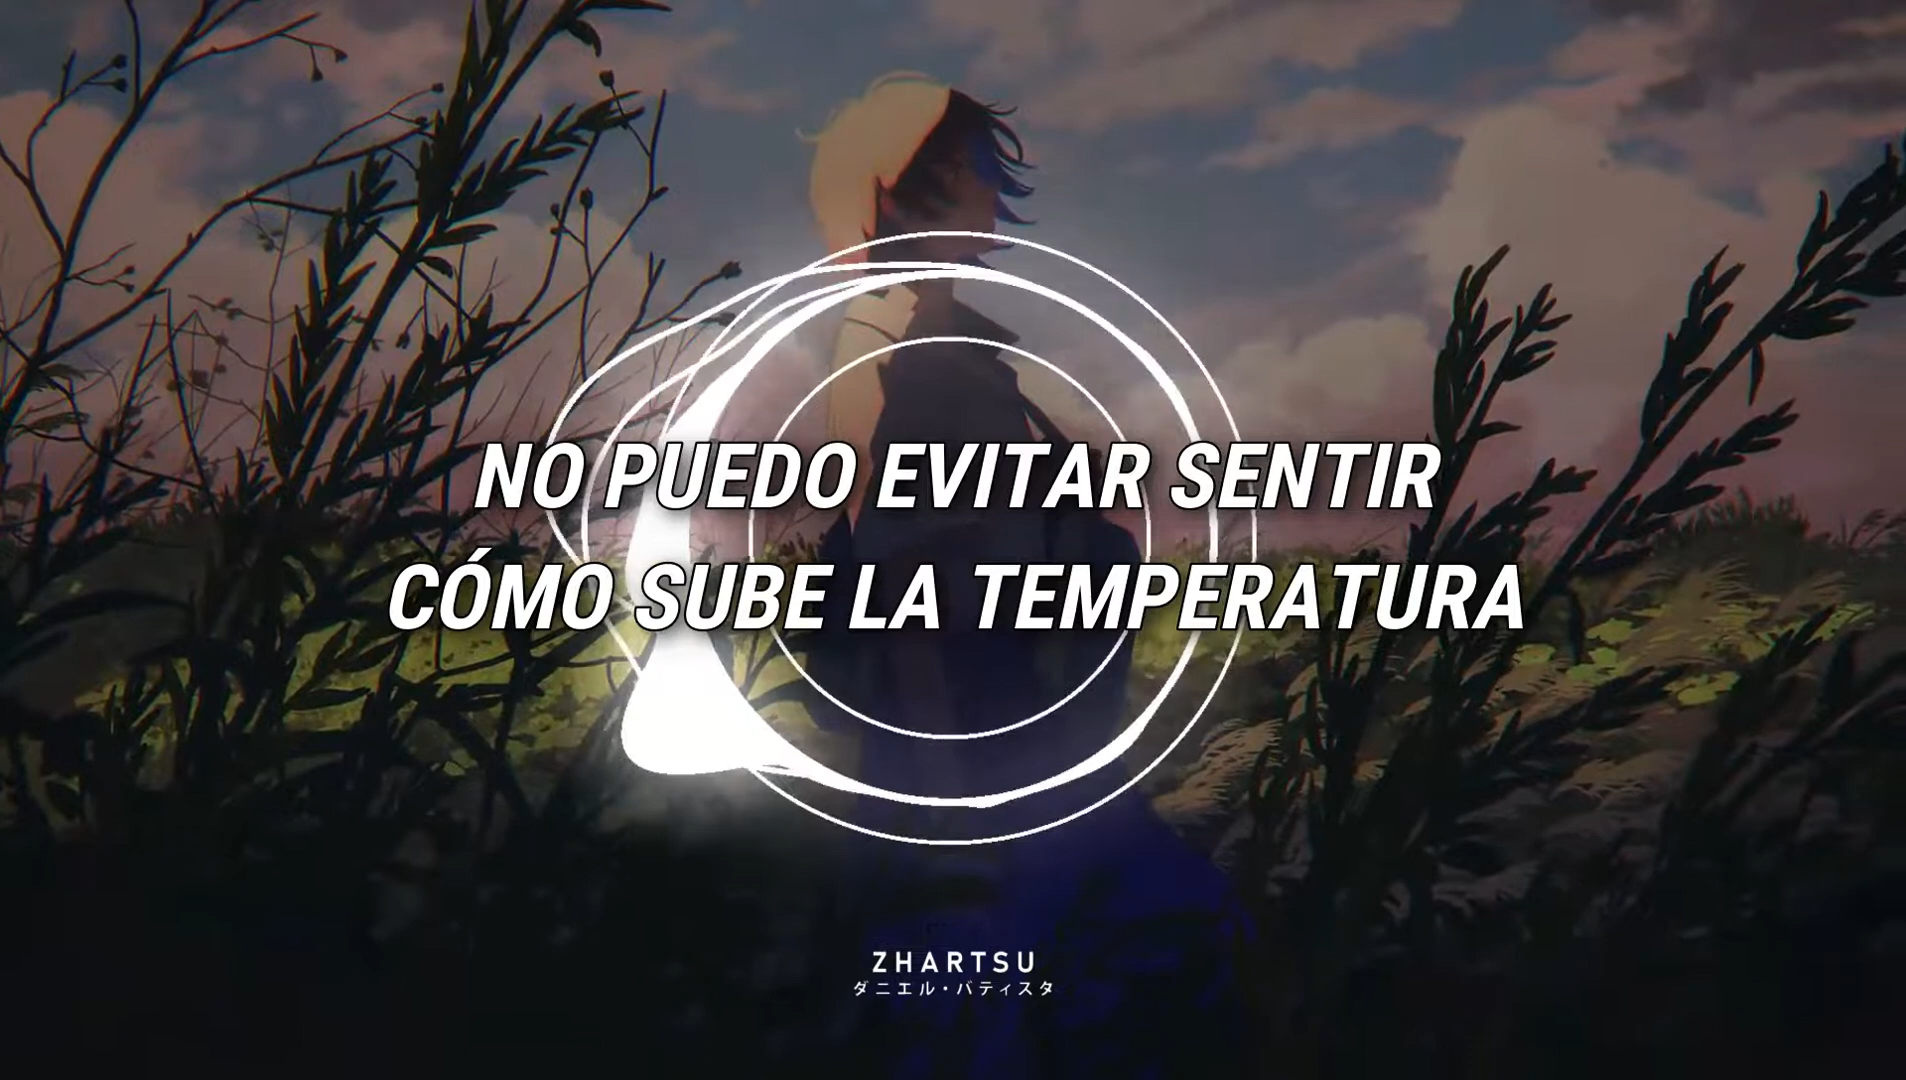 NO PUEDO EVITAR SENTIR
CÓMO SUBE LA TEMPERATURA
ZHARTSU
ダニエル・バティスタ